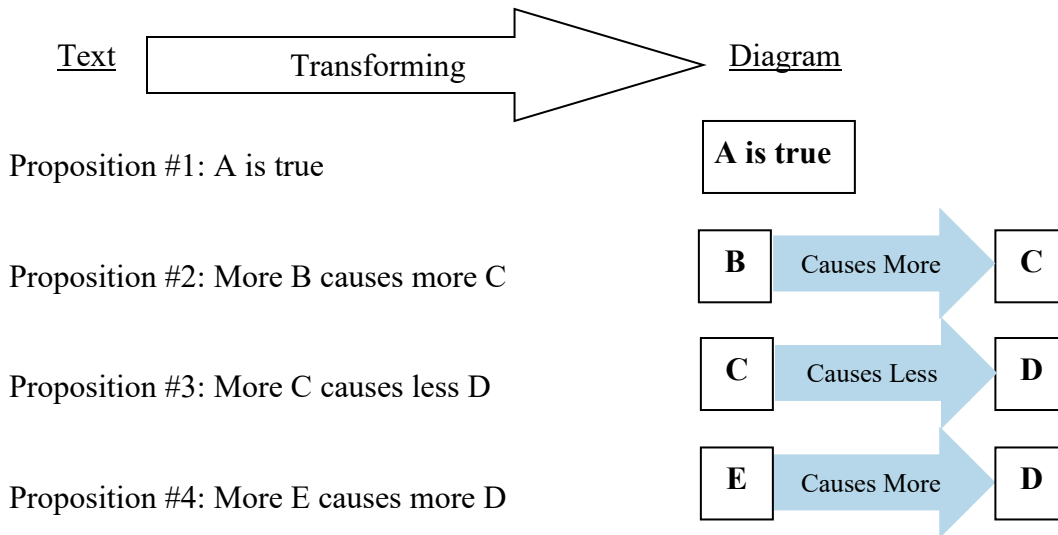 Text Transforming Diagram
Proposition #1: A is true A is true
Proposition #2: More B causes more C B Causes More C
Proposition #3: More C causes less D C Causes Less D
Proposition #4: More E causes more D E Causes More D